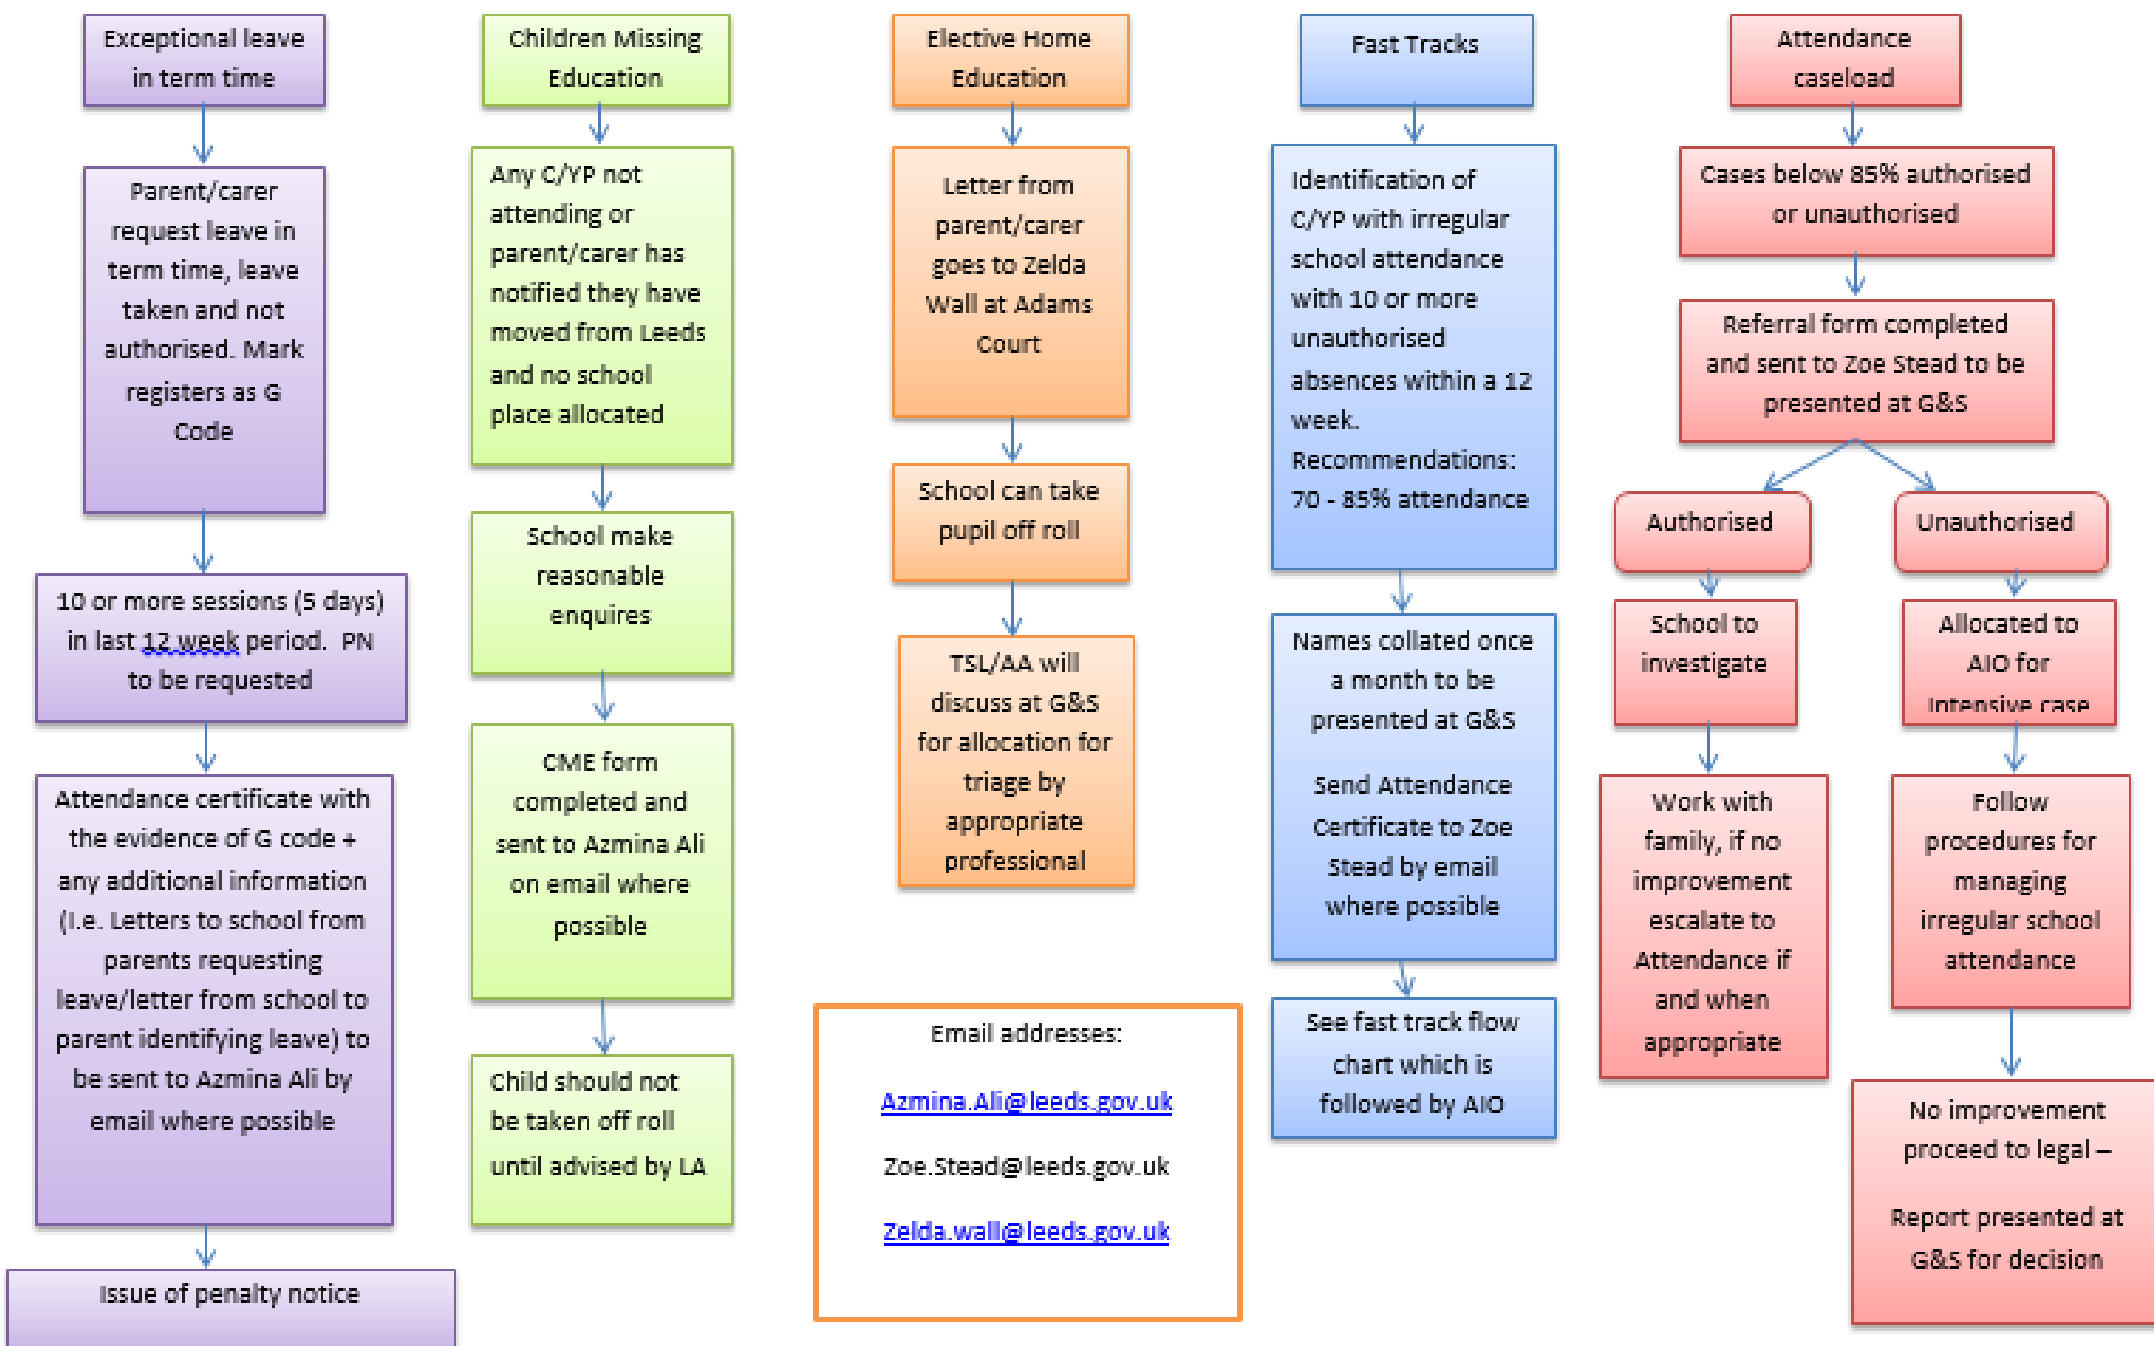 Exceptional leave
in term time
Parent/carer
request leave in
term time, leave
taken and not
authorised. Mark
registers as G
Code
10 or more sessions (5 days)
in last 12 week period. PN
to be requested
Attendance certificate with
the evidence of G code +
any additional information
(I.e. Letters to school from
parents requesting
leave/letter from school to
parent identifying leave) to
be sent to Azmina Ali by
email where possible
Issue of penalty notice
Children Missing
Education
Any C/YP not
attending or
parent/carer has
notified they have
moved from Leeds
and no school
place allocated
School make
reasonable
enquires
CME form
completed and
sent to Azmina Ali
on email where
possible
Child should not
be taken off roll
until advised by LA
Elective Home
Education
Letter from
parent/carer
goes to Zelda
Wall at Adams
Court
School can take
pupil off roll
TSL/AA will
discuss at G&S
for allocation for
triage by
appropriate
professional
Email addresses:
Azmina.Ali@leeds.gov.uk
Zoe.Stead@leeds.gov.uk
Zelda.wall@leeds.gov.uk
Fast Tracks
Identification of
C/YP with irregular
school attendance
with 10 or more
unauthorised
absences within a 12
week.
Recommendations:
70 - 85% attendance
Names collated once
a month to be
presented at G&S
Send Attendance
Certificate to Zoe
Stead by email
where possible
See fast track flow
chart which is
followed by AIO
Attendance
caseload
Cases below 85% authorised
or unauthorised
Referral form completed
and sent to Zoe Stead to be
presented at G&S
Authorised
School to
investigate
Work with
family, if no
improvement
escalate to
Attendance if
and when
appropriate
Unauthorised
Allocated to
AIO for
Intensive case
Follow
procedures for
managing
irregular school
attendance
No improvement
proceed to legal –
Report presented at
G&S for decision